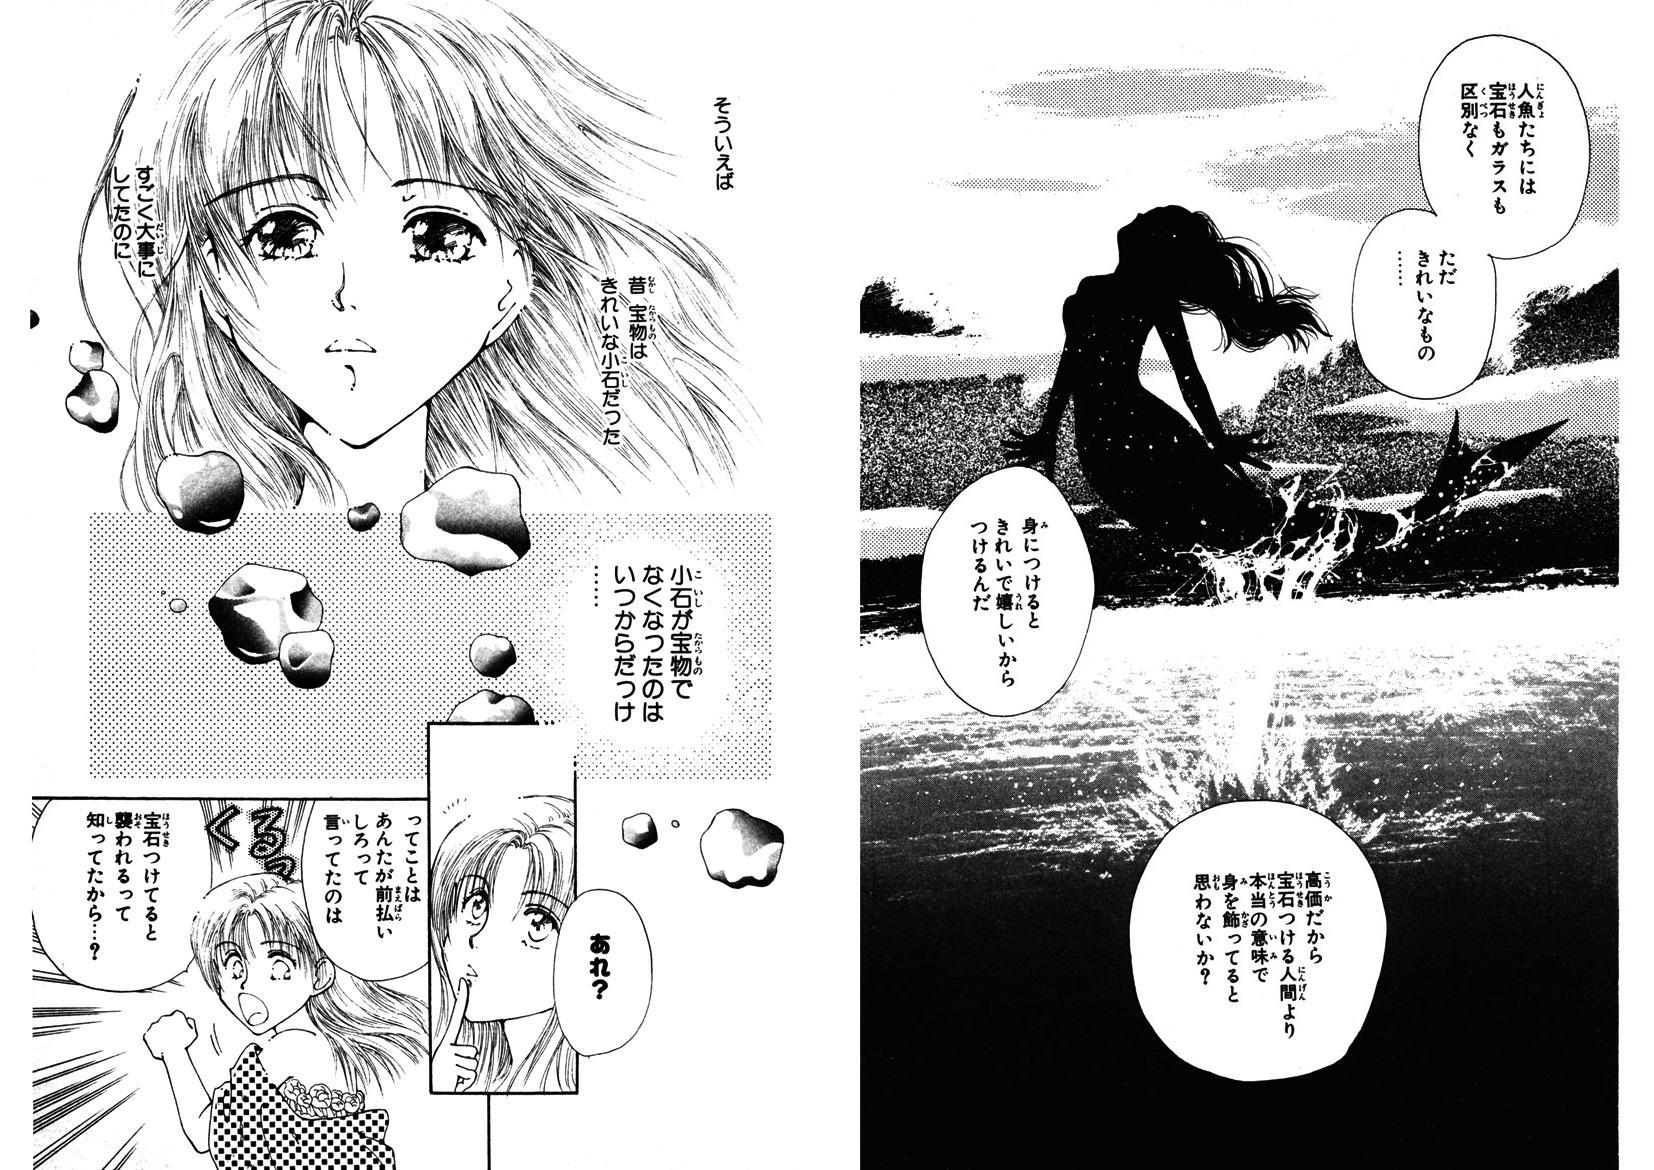 人魚たちには
宝石もガラスも
区別なく
ただ
きれいなもの
……
身につけると
きれいで嬉しいから
つけるんだ
高価だから
宝石つける人間より
本当の意味で
身を飾ってると
思わないか？
そういえば
昔 宝物は
きれいな小石だった
すごく大事に
してたのに
小石が宝物で
なくなったのは
いつからだっけ
……
あれ？
ってことは
あんたが前払い
しろって
言ってたのは
くるっ
宝石つけてると
襲われるって
知ってたから…？